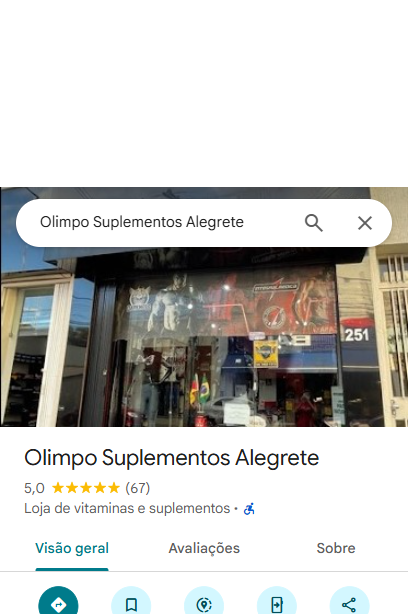 Olimpo Suplementos Alegrete
251
Olimpo Suplementos Alegrete
5,0 (67)
Loja de vitaminas e suplementos ·
Visão geral Avaliações Sobre